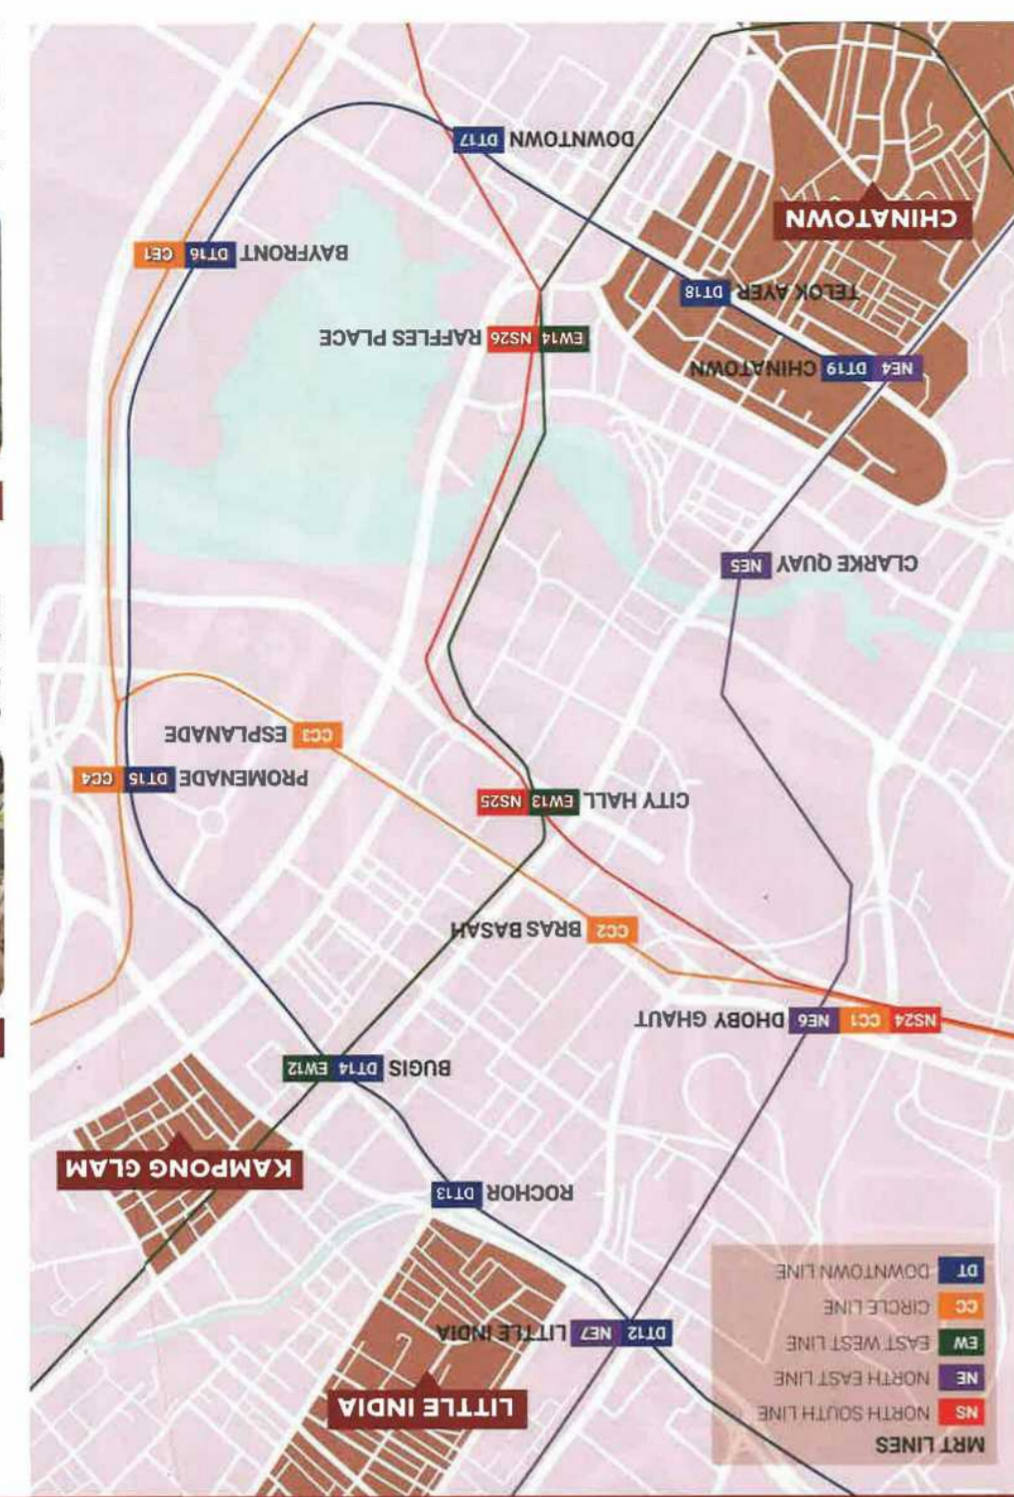 MRT LINES
NS NORTH SOUTH LINE
NE NORTH EAST LINE
EW EAST WEST LINE
CC CIRCLE LINE
DT DOWNTOWN LINE
LITTLE INDIA
DT12 NE7 LITTLE INDIA
ROCHOR DT13
KAMPONG GLAM
BUGIS DT14 EW12
NS24 CC1 NE6 DHOBY GHAUT
CC2 BRAS BASAH
CITY HALL EW13 NS25
PROMENADE DT15 CC4
CC3 ESPLANADE
CLARKE QUAY NE5
NE4 DT19 CHINATOWN
EW14 NS26 RAFFLES PLACE
TELOK AYER DT18
BAYFRONT DT16 CE1
CHINATOWN
DOWNTOWN DT17